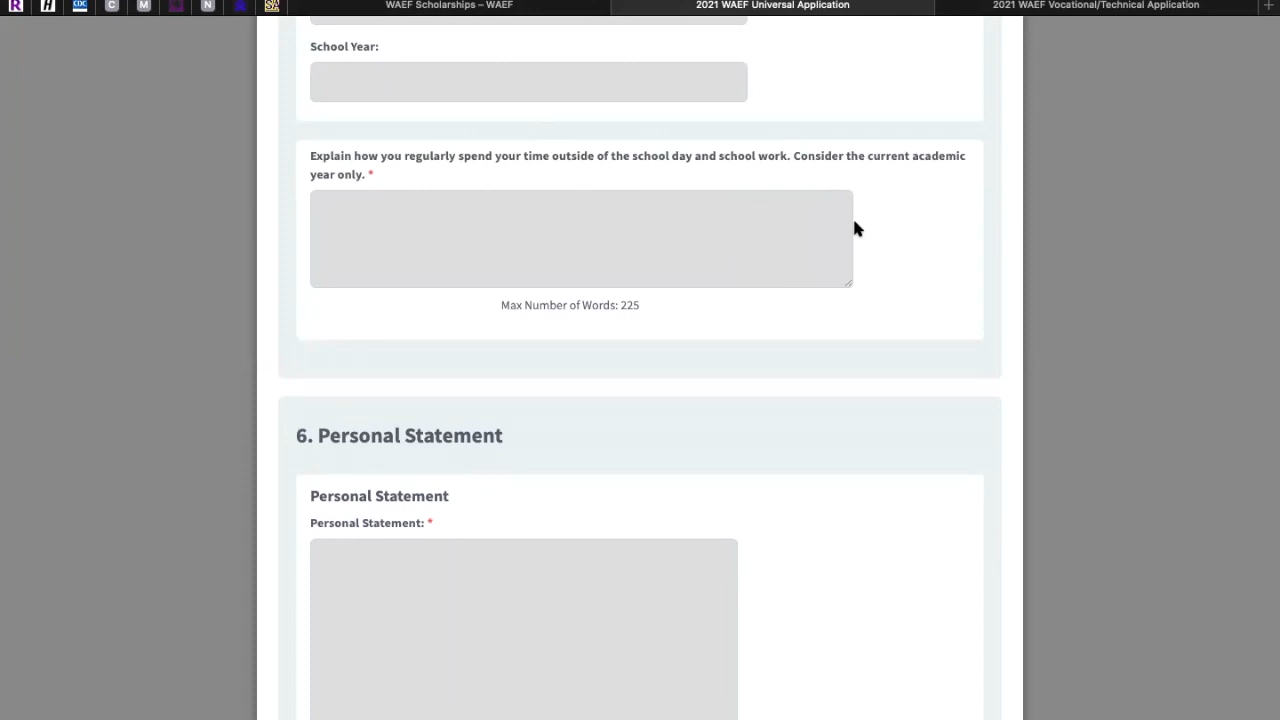 R H CDC C M N SA WAEF Scholarships – WAEF 2021 WAEF Universal Application 2021 WAEF Vocational/Technical Application +
School Year:
Explain how you regularly spend your time outside of the school day and school work. Consider the current academic
year only. *
Max Number of Words: 225
6. Personal Statement
Personal Statement
Personal Statement: *